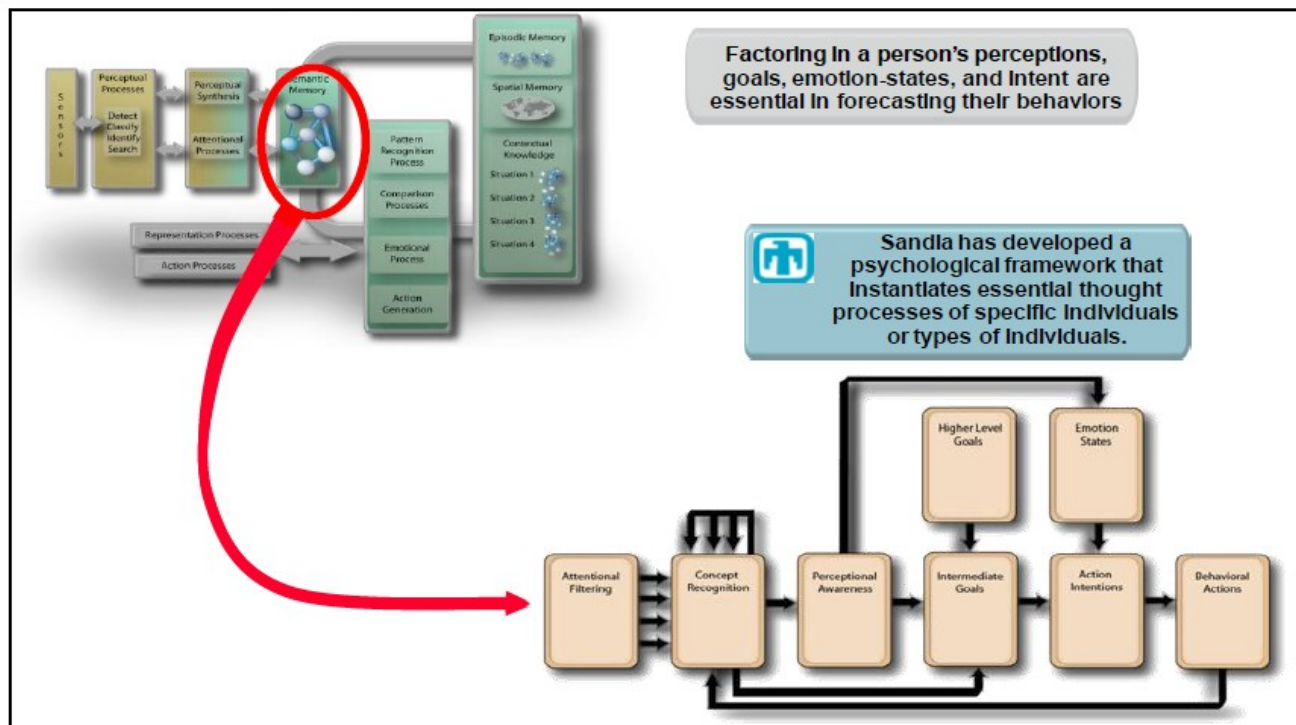 Sensors
Perceptual
Processes
Detect
Classify
Identify
Search
Perceptual
Synthesis
Attentional
Processes
Semantic
Memory
Pattern
Recognition
Process
Comparison
Processes
Emotional
Process
Action
Generation
Representation Processes
Action Processes
Episodic Memory
Spatial Memory
Contextual
Knowledge
Situation 1
Situation 2
Situation 3
Situation 4
Factoring in a person's perceptions,
goals, emotion-states, and intent are
essential in forecasting their behaviors
Sandia has developed a
psychological framework that
instantiates essential thought
processes of specific individuals
or types of individuals.
Higher Level
Goals
Emotion
States
Attentional
Filtering
Concept
Recognition
Perceptional
Awareness
Intermediate
Goals
Action
Intentions
Behavioral
Actions